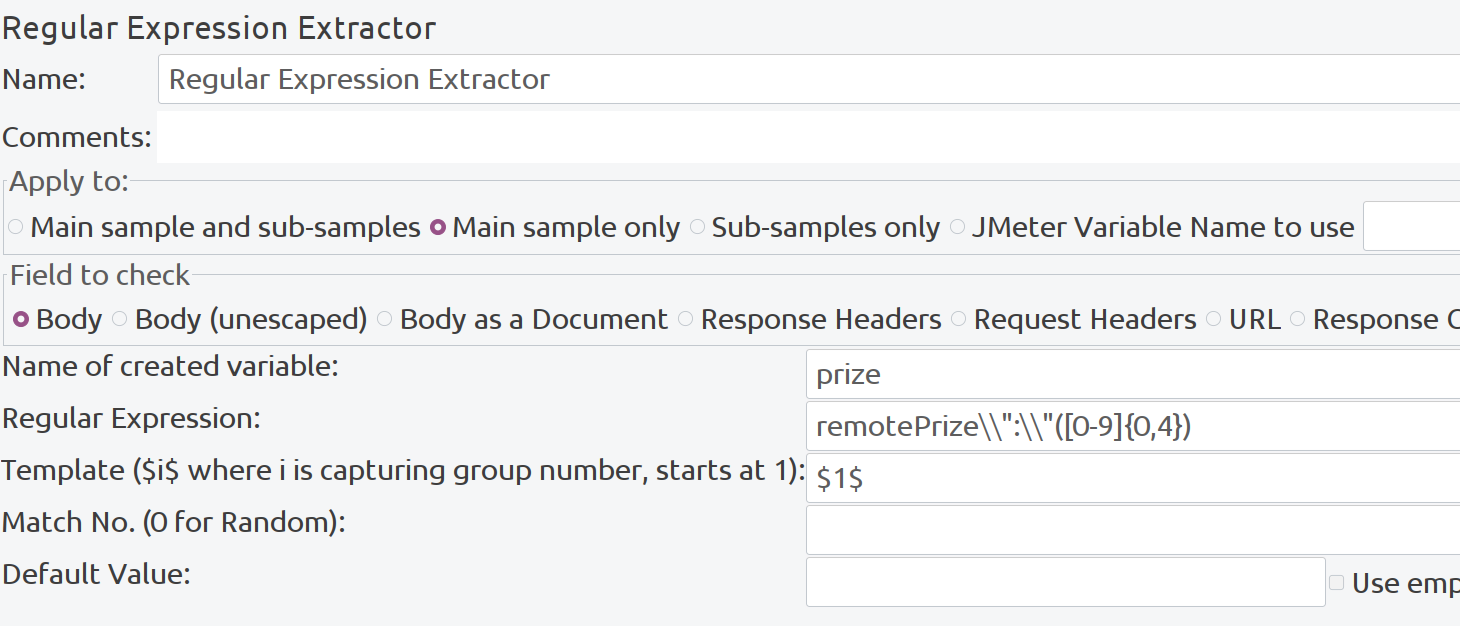 Regular Expression Extractor
Name: Regular Expression Extractor
Comments:
Apply to:
Main sample and sub-samples Main sample only Sub-samples only JMeter Variable Name to use
Field to check
Body Body (unescaped) Body as a Document Response Headers Request Headers URL Response C
Name of created variable: prize
Regular Expression: remotePrize\\":\\"([0-9]{0,4})
Template ($i$ where i is capturing group number, starts at 1): $1$
Match No. (0 for Random):
Default Value: Use emp